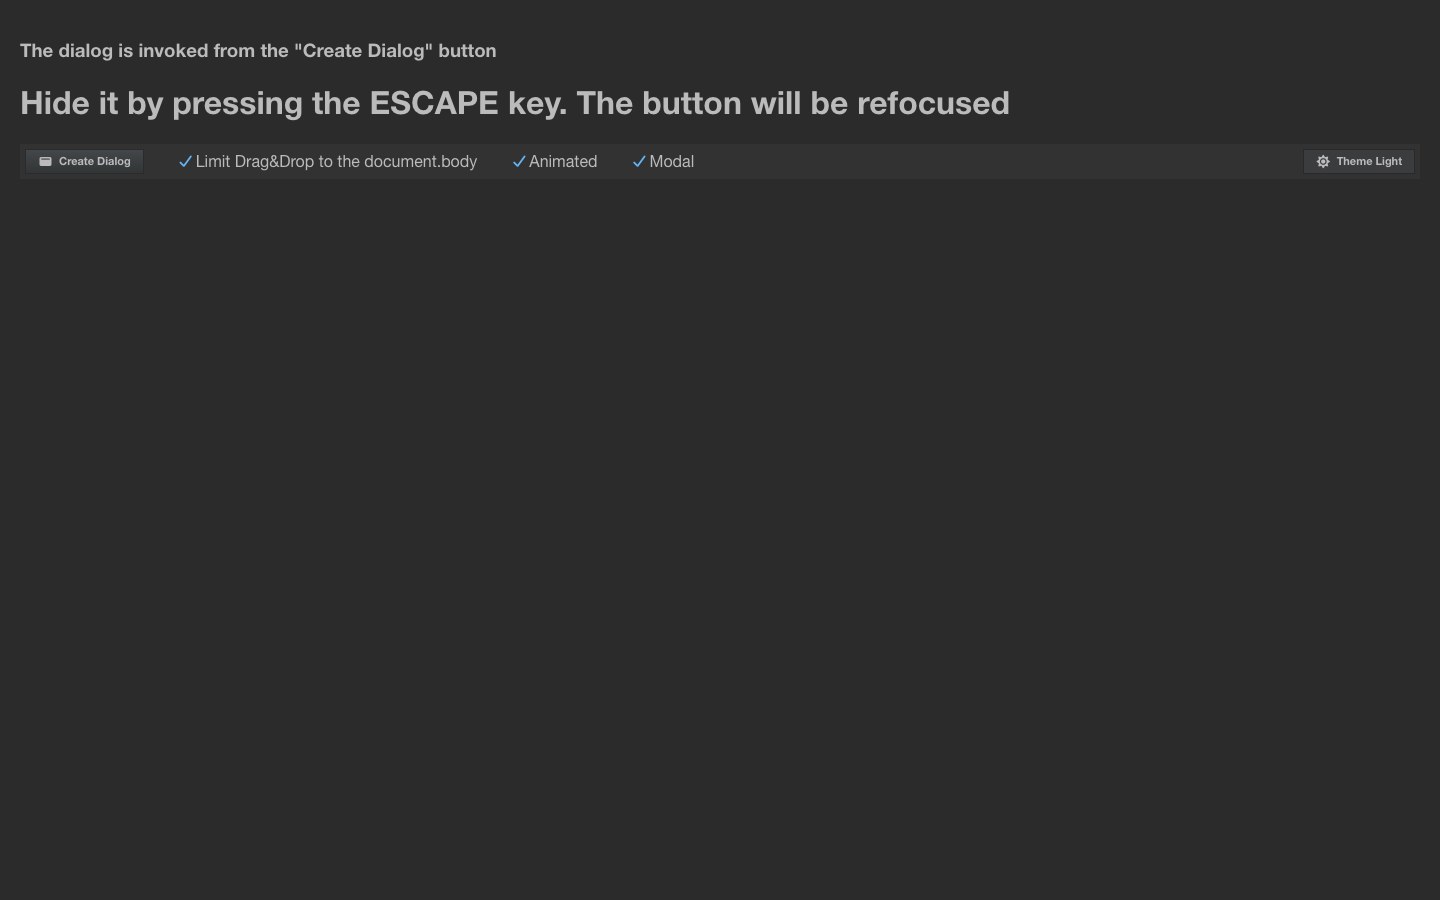 The dialog is invoked from the "Create Dialog" button
Hide it by pressing the ESCAPE key. The button will be refocused
Create Dialog Limit Drag&Drop to the document.body Animated Modal Theme Light